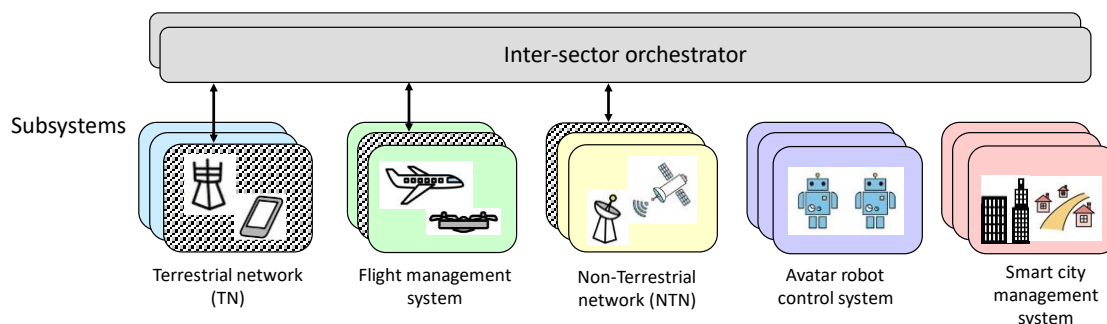 Inter-sector orchestrator
Subsystems
Terrestrial network
(TN)
Flight management
system
Non-Terrestrial
network (NTN)
Avatar robot
control system
Smart city
management
system